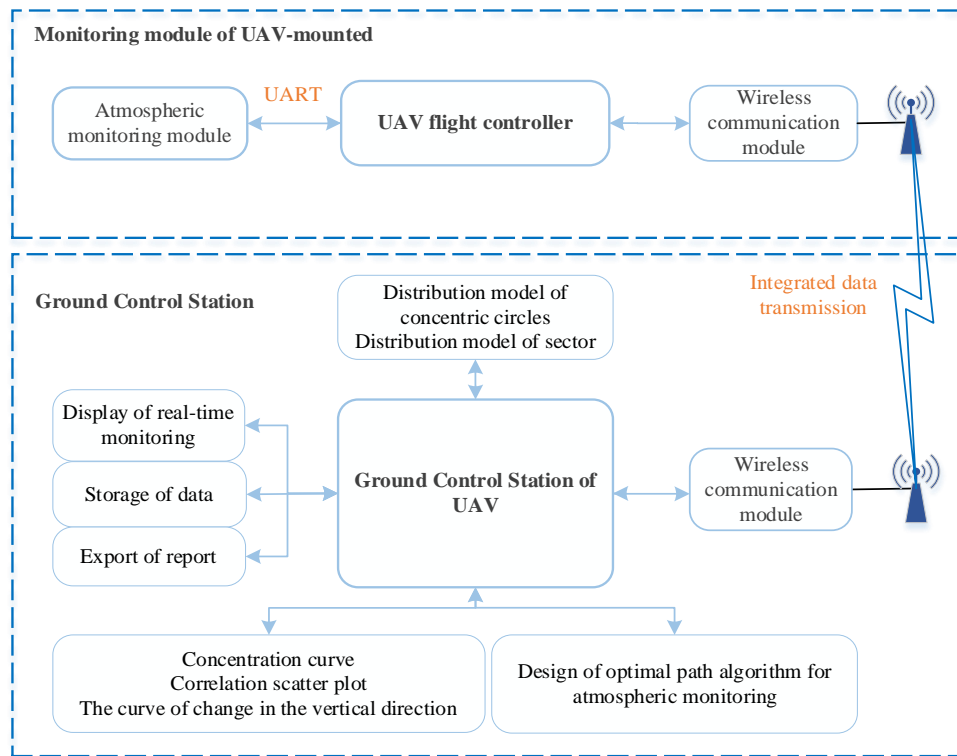 Monitoring module of UAV-mounted
UART
Atmospheric
monitoring module
UAV flight controller
Wireless
communication
module
Integrated data
transmission
Ground Control Station
Distribution model of
concentric circles
Distribution model of sector
Display of real-time
monitoring
Storage of data
Export of report
Ground Control Station of
UAV
Wireless
communication
module
Concentration curve
Correlation scatter plot
The curve of change in the vertical direction
Design of optimal path algorithm for
atmospheric monitoring